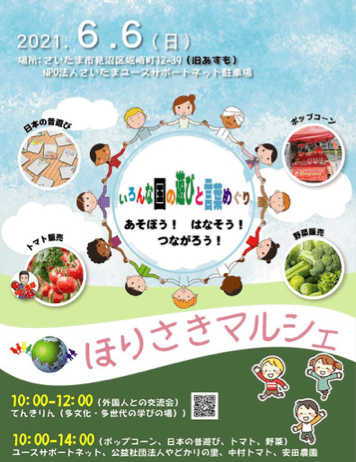 2021. 6.6(日)
場所:さいたま市見沼区堀崎町12-39(旧あすも)
NPO法人さいたまユースサポートネット駐車場
日本の昔遊び
ポップコーン
いろんな国の遊びと言葉めぐり
あそぼう! はなそう!
つながろう!
トマト販売
野菜販売
ほりさきマルシェ
10:00-12:00(外国人との交流会)
てんきりん(多文化・多世代の学びの場))
10:00-14:00(ポップコーン、日本の昔遊び、トマト、野菜)
ユースサポートネット、公益社団法人やどかりの里、中村トマト、安田農園